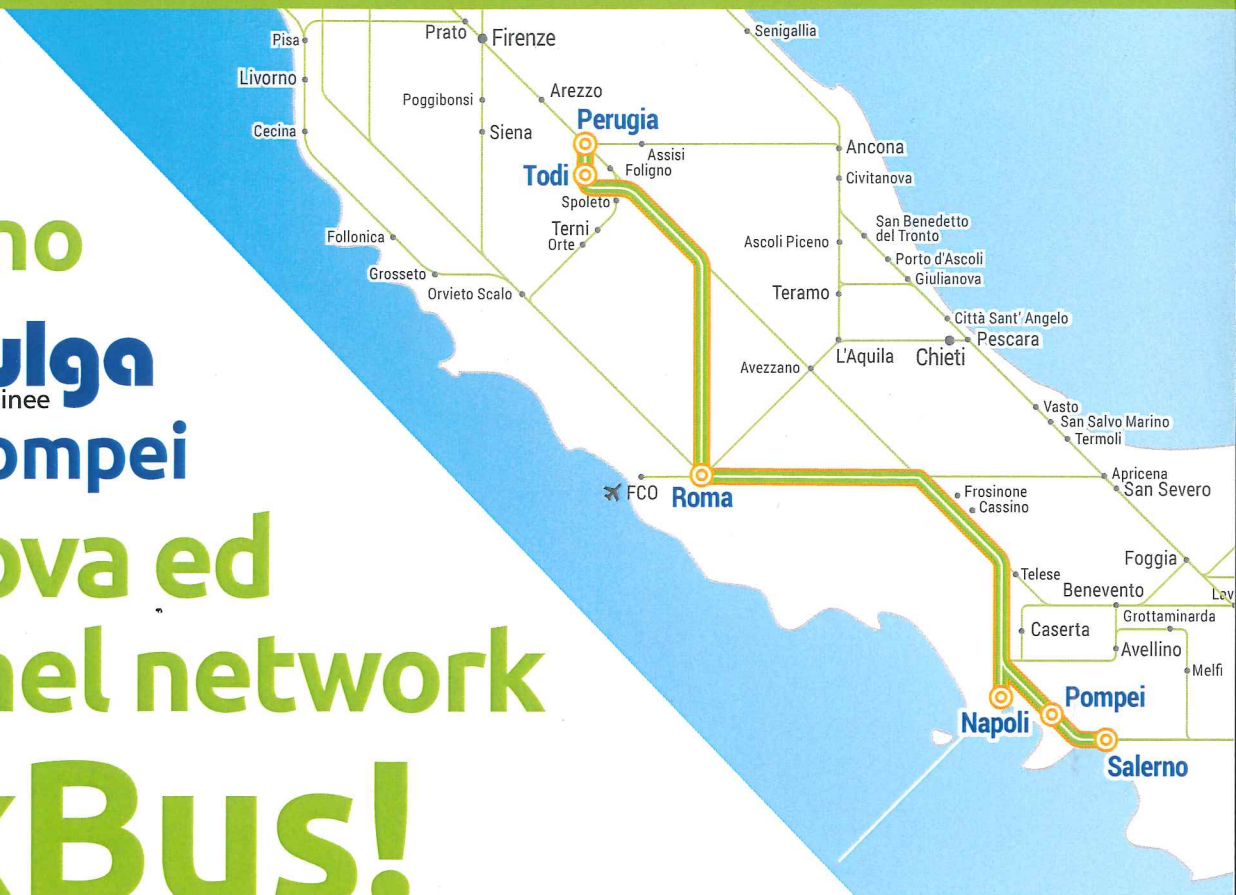 Prato
Firenze
Senigallia
Pisa
Livorno
Arezzo
Poggibonsi
Perugia
Cecina
Siena
Assisi
Ancona
Todi
Foligno
Civitanova
Spoleto
no
Terni
San Benedetto
del Tronto
Follonica
Orte
Ascoli Piceno
Porto d'Ascoli
Grosseto
Giulianova
Orvieto Scalo
Teramo
Città Sant' Angelo
Pescara
L'Aquila
Chieti
ulga
inee
Avezzano
Vasto
San Salvo Marino
Termoli
ompei
Apricena
FCO
Roma
Frosinone
San Severo
Cassino
ova ed
Foggia
Telese
Benevento
Lav
Grottaminarda
Caserta
Avellino
nel network
Melfi
Pompei
Napoli
Salerno
xBus!